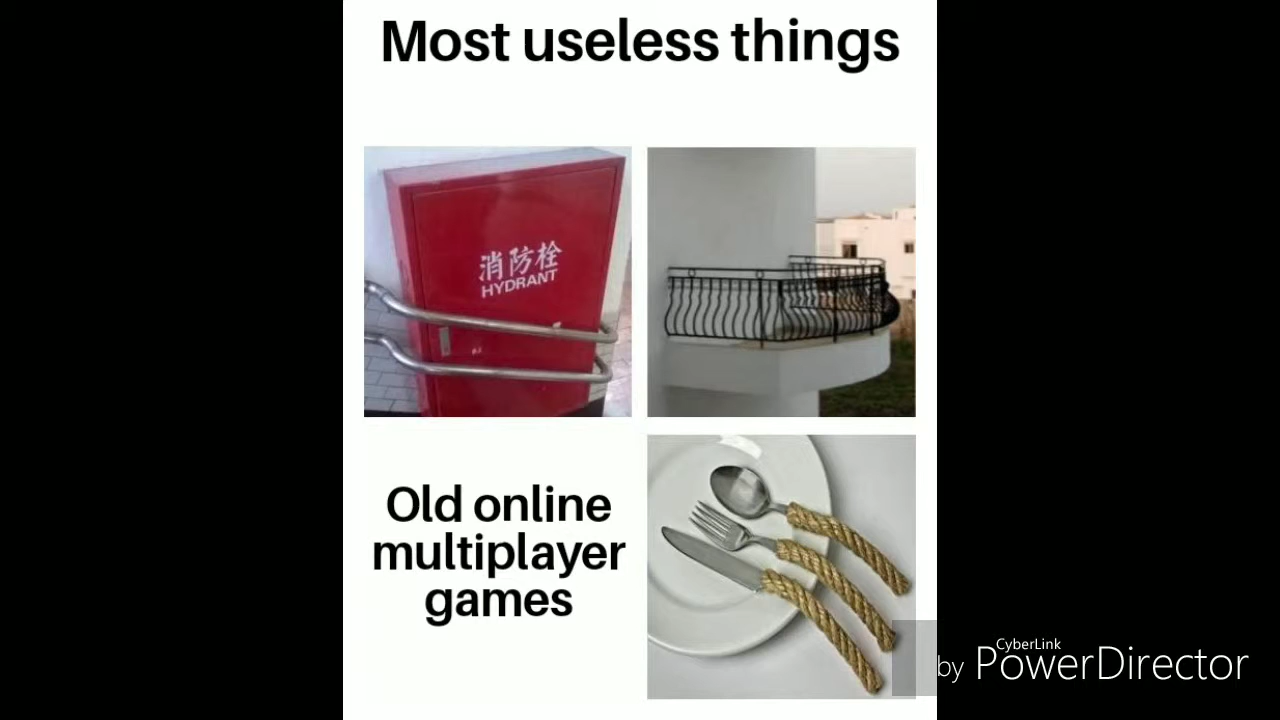 Most useless things
消防栓
HYDRANT
Old online
multiplayer
games
CyberLink
by PowerDirector